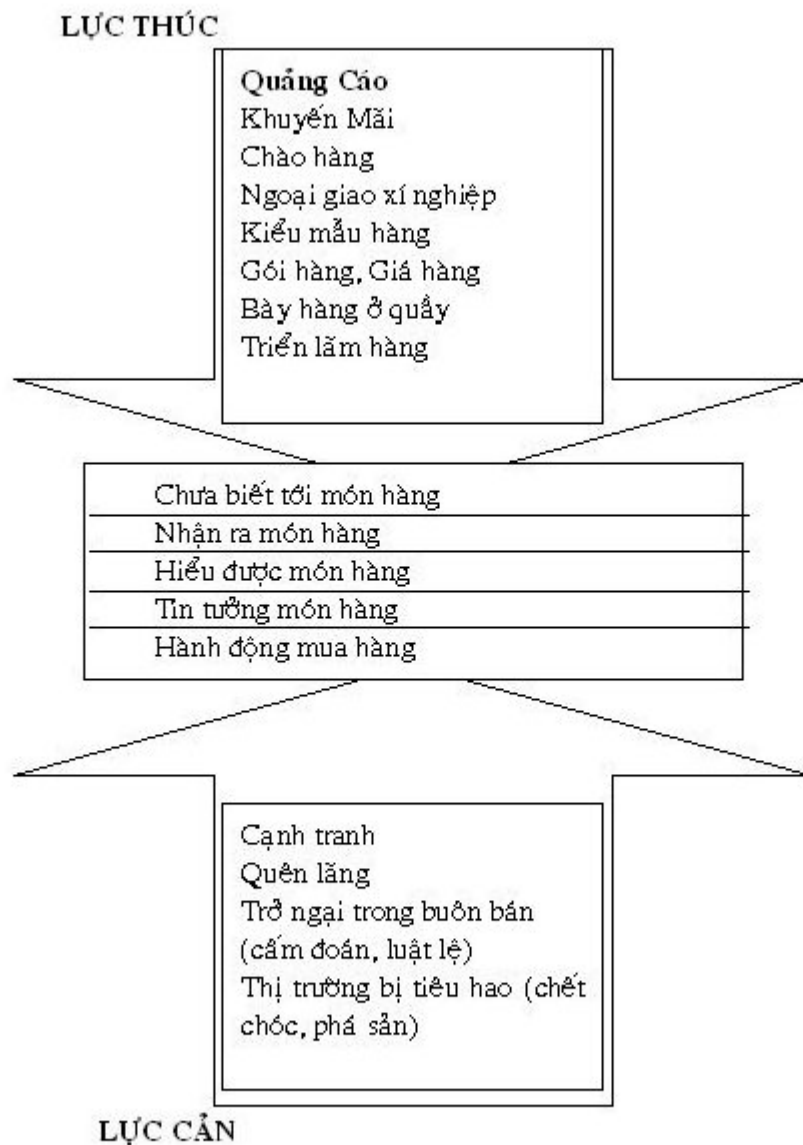 LỰC THÚC
Quảng Cáo
Khuyến Mãi
Chào hàng
Ngoại giao xí nghiệp
Kiểu mẫu hàng
Gói hàng, Giá hàng
Bày hàng ở quầy
Triển lãm hàng
Chưa biết tới món hàng
Nhận ra món hàng
Hiểu được món hàng
Tin tưởng món hàng
Hành động mua hàng
Cạnh tranh
Quên lãng
Trở ngại trong buôn bán
(cấm đoán, luật lệ)
Thị trường bị tiêu hao (chết
chóc, phá sản)
LỰC CẢN